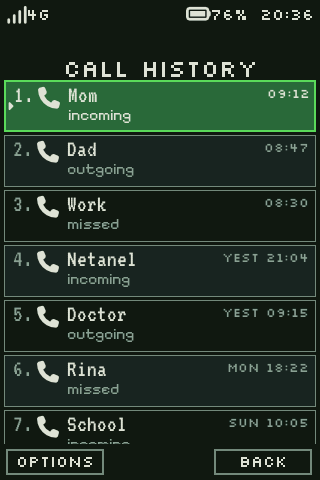 4G
76% 20:36
CALL HISTORY
1. Mom 09:12
incoming
2. Dad 08:47
outgoing
3. Work 08:30
missed
4. Netanel YEST 21:04
incoming
5. Doctor YEST 09:15
outgoing
6. Rina MON 18:22
missed
7. School SUN 10:05
incoming
OPTIONS BACK